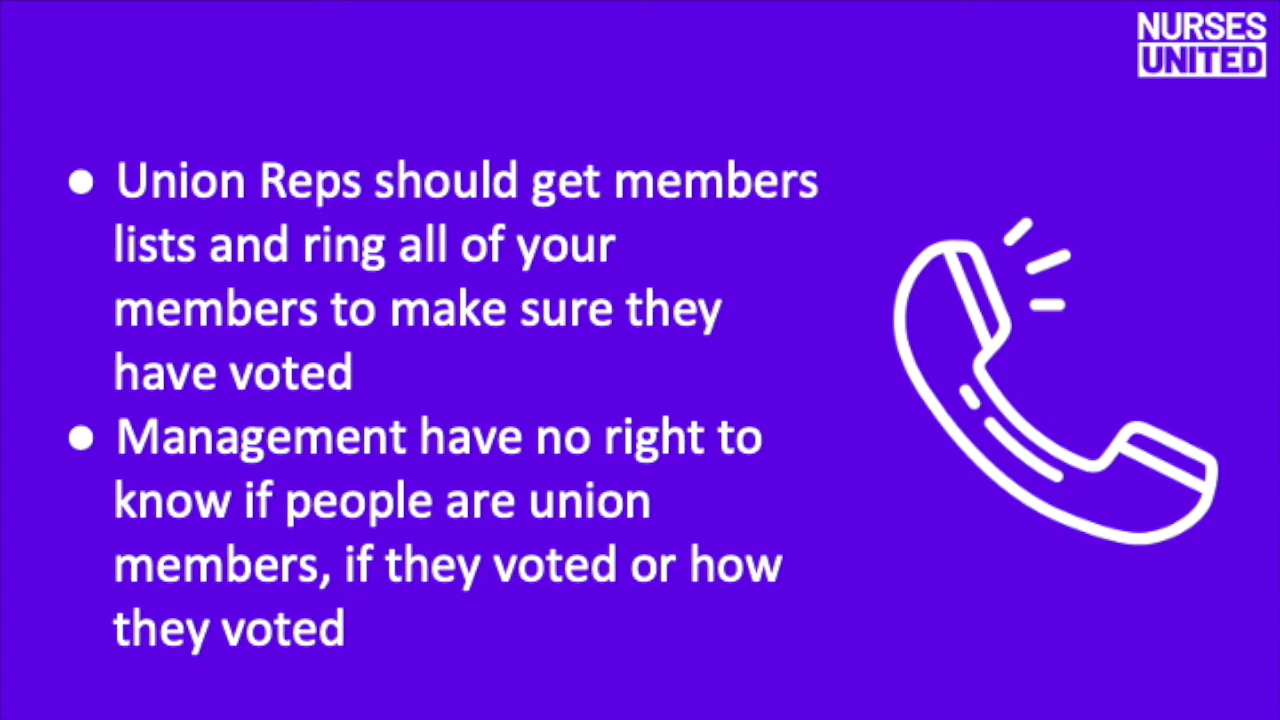 NURSES
UNITED
● Union Reps should get members
lists and ring all of your
members to make sure they
have voted
● Management have no right to
know if people are union
members, if they voted or how
they voted